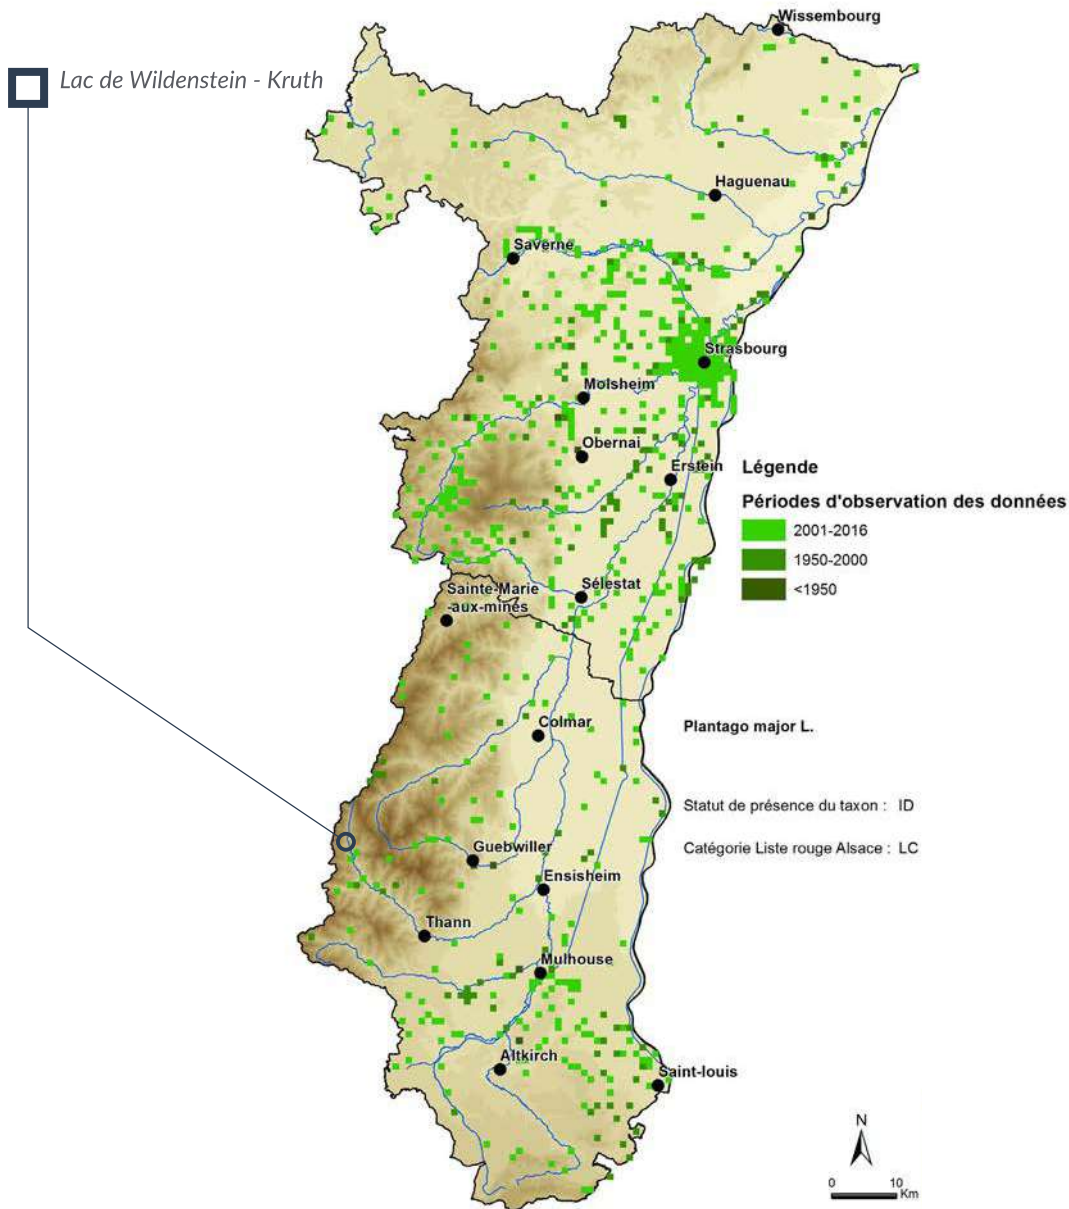 Wissembourg
Lac de Wildenstein - Kruth
Haguenau
Saverne
Strasbourg
Molsheim
Obernai
Erstein
Légende
Périodes d'observation des données
2001-2016
1950-2000
<1950
Sainte-Marie
-aux-mines
Sélestat
Colmar
Plantago major L.
Statut de présence du taxon : ID
Catégorie Liste rouge Alsace : LC
Guebwiller
Ensisheim
Thann
Mulhouse
Altkirch
Saint-louis
N
0 10
Km